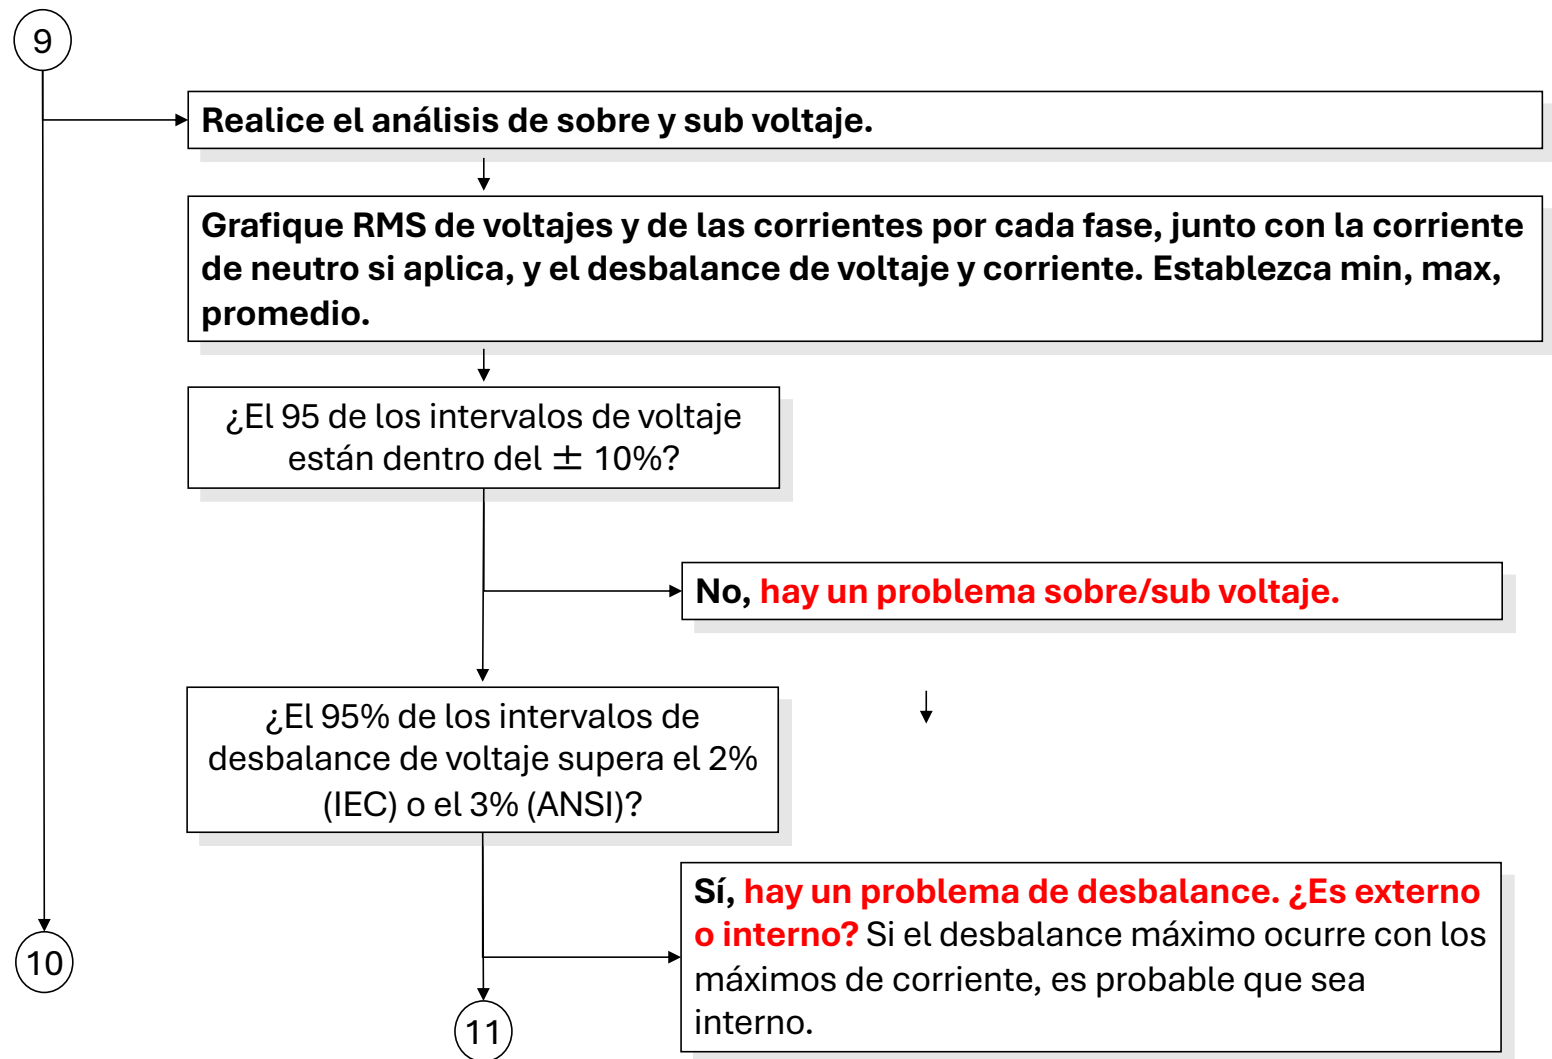 9
Realice el análisis de sobre y sub voltaje.
Grafique RMS de voltajes y de las corrientes por cada fase, junto con la corriente
de neutro si aplica, y el desbalance de voltaje y corriente. Establezca min, max,
promedio.
¿El 95 de los intervalos de voltaje
están dentro del ± 10%?
No, hay un problema sobre/sub voltaje.
¿El 95% de los intervalos de
desbalance de voltaje supera el 2%
(IEC) o el 3% (ANSI)?
Sí, hay un problema de desbalance. ¿Es externo
o interno? Si el desbalance máximo ocurre con los
máximos de corriente, es probable que sea
interno.
10
11